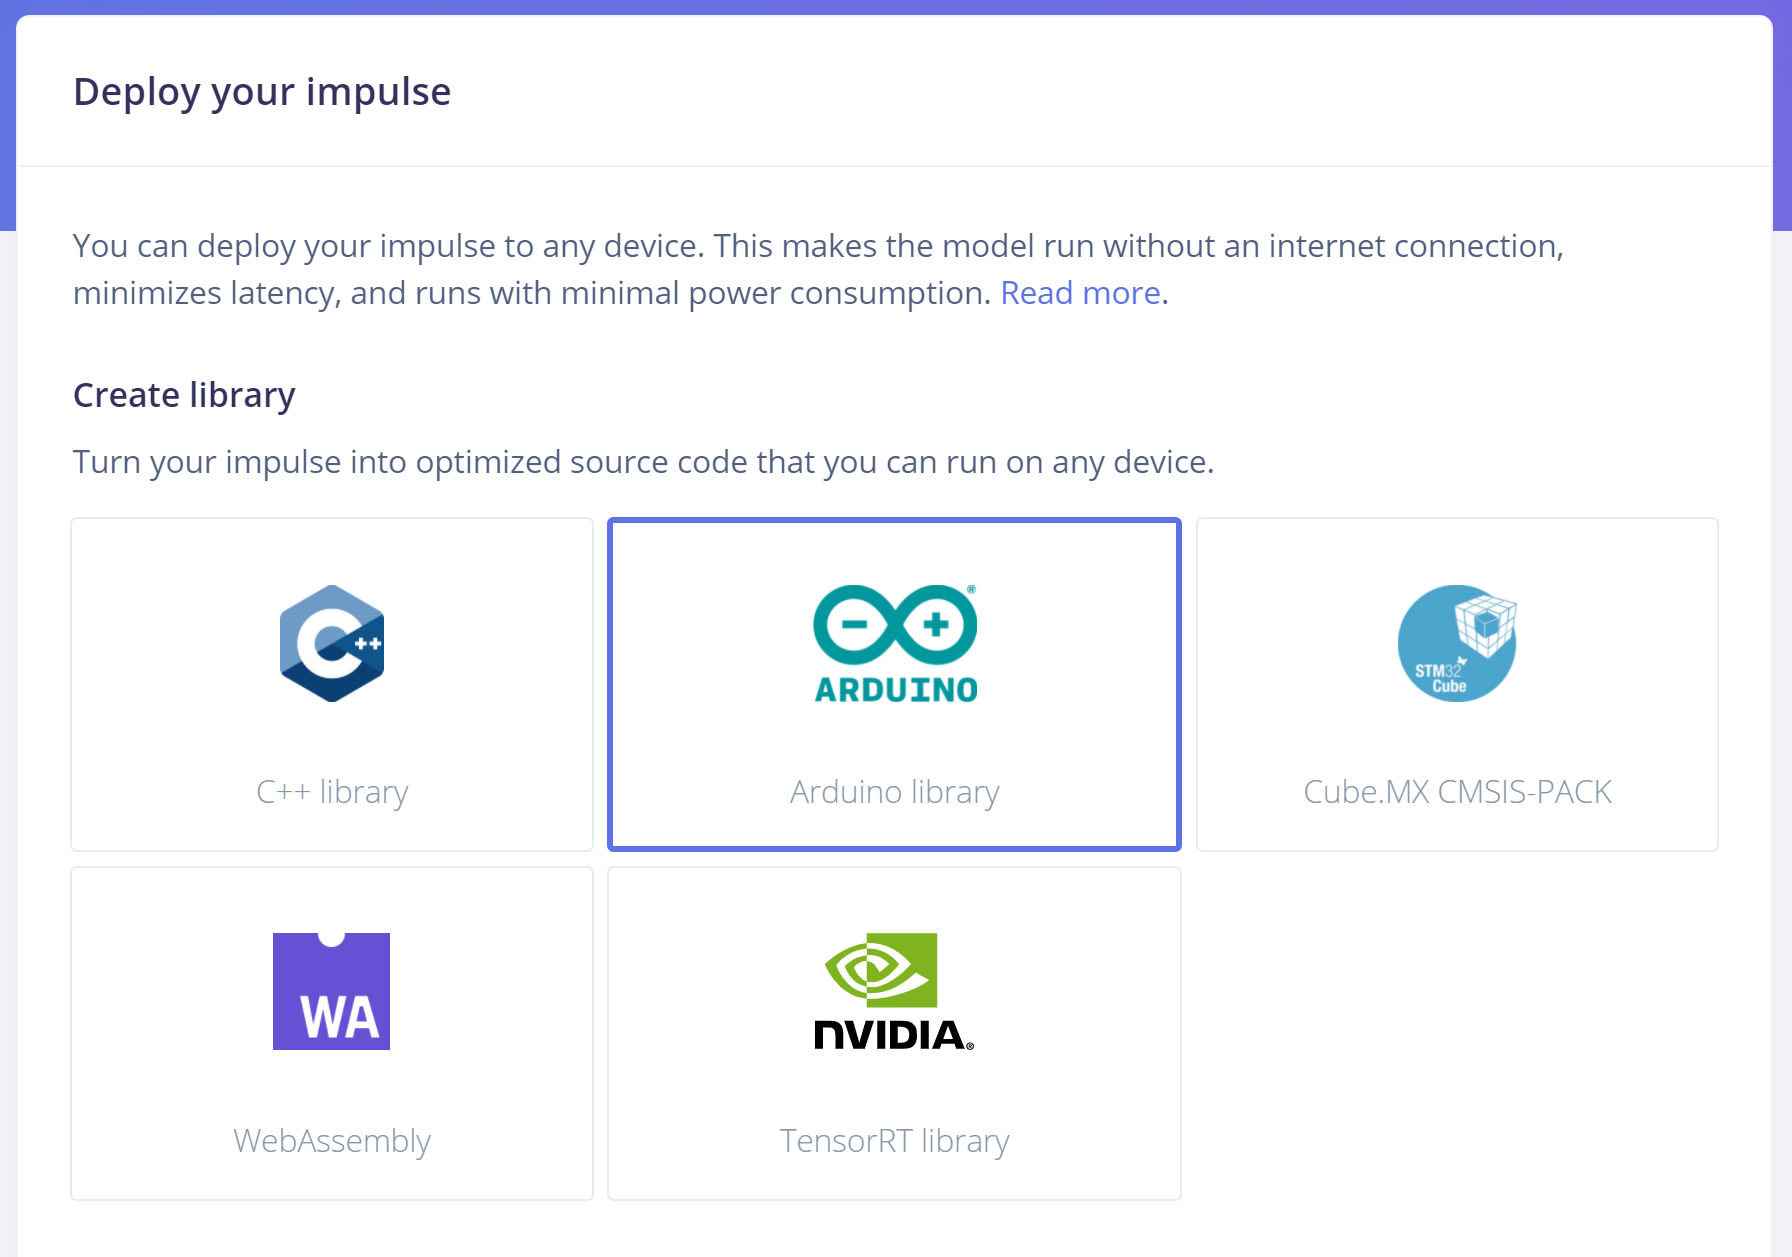 Deploy your impulse
You can deploy your impulse to any device. This makes the model run without an internet connection,
minimizes latency, and runs with minimal power consumption. Read more.
Create library
Turn your impulse into optimized source code that you can run on any device.
C++
C++ library
®
ARDUINO
Arduino library
STM32
Cube
Cube.MX CMSIS-PACK
WA
WebAssembly
NVIDIA®
TensorRT library